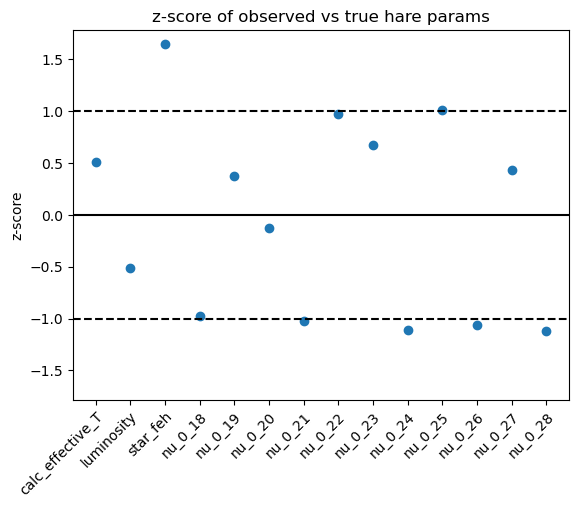 z-score of observed vs true hare params
z-score
1.5
1.0
0.5
0.0
−0.5
−1.0
−1.5
calc_effective_T
luminosity
star_feh
nu_0_18
nu_0_19
nu_0_20
nu_0_21
nu_0_22
nu_0_23
nu_0_24
nu_0_25
nu_0_26
nu_0_27
nu_0_28